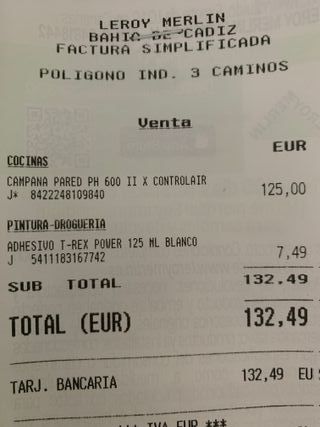 LEROY MERLIN
BAHIA DE CADIZ
FACTURA SIMPLIFICADA
POLIGONO IND. 3 CAMINOS
Venta
EUR
COCINAS
CAMPANA PARED PH 600 II X CONTROLAIR
J* 8422248109840 125,00
PINTURA-DROGUERIA
ADHESIVO T-REX POWER 125 ML BLANCO
J 5411183167742 7,49
SUB TOTAL 132.49
TOTAL (EUR) 132,49
TARJ. BANCARIA 132,49 EU
*** IVA EUR ***